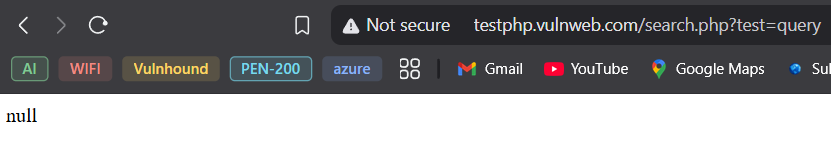 Not secure testphp.vulnweb.com/search.php?test=query
AI WIFI Vulnhound PEN-200 azure Gmail YouTube Google Maps
null